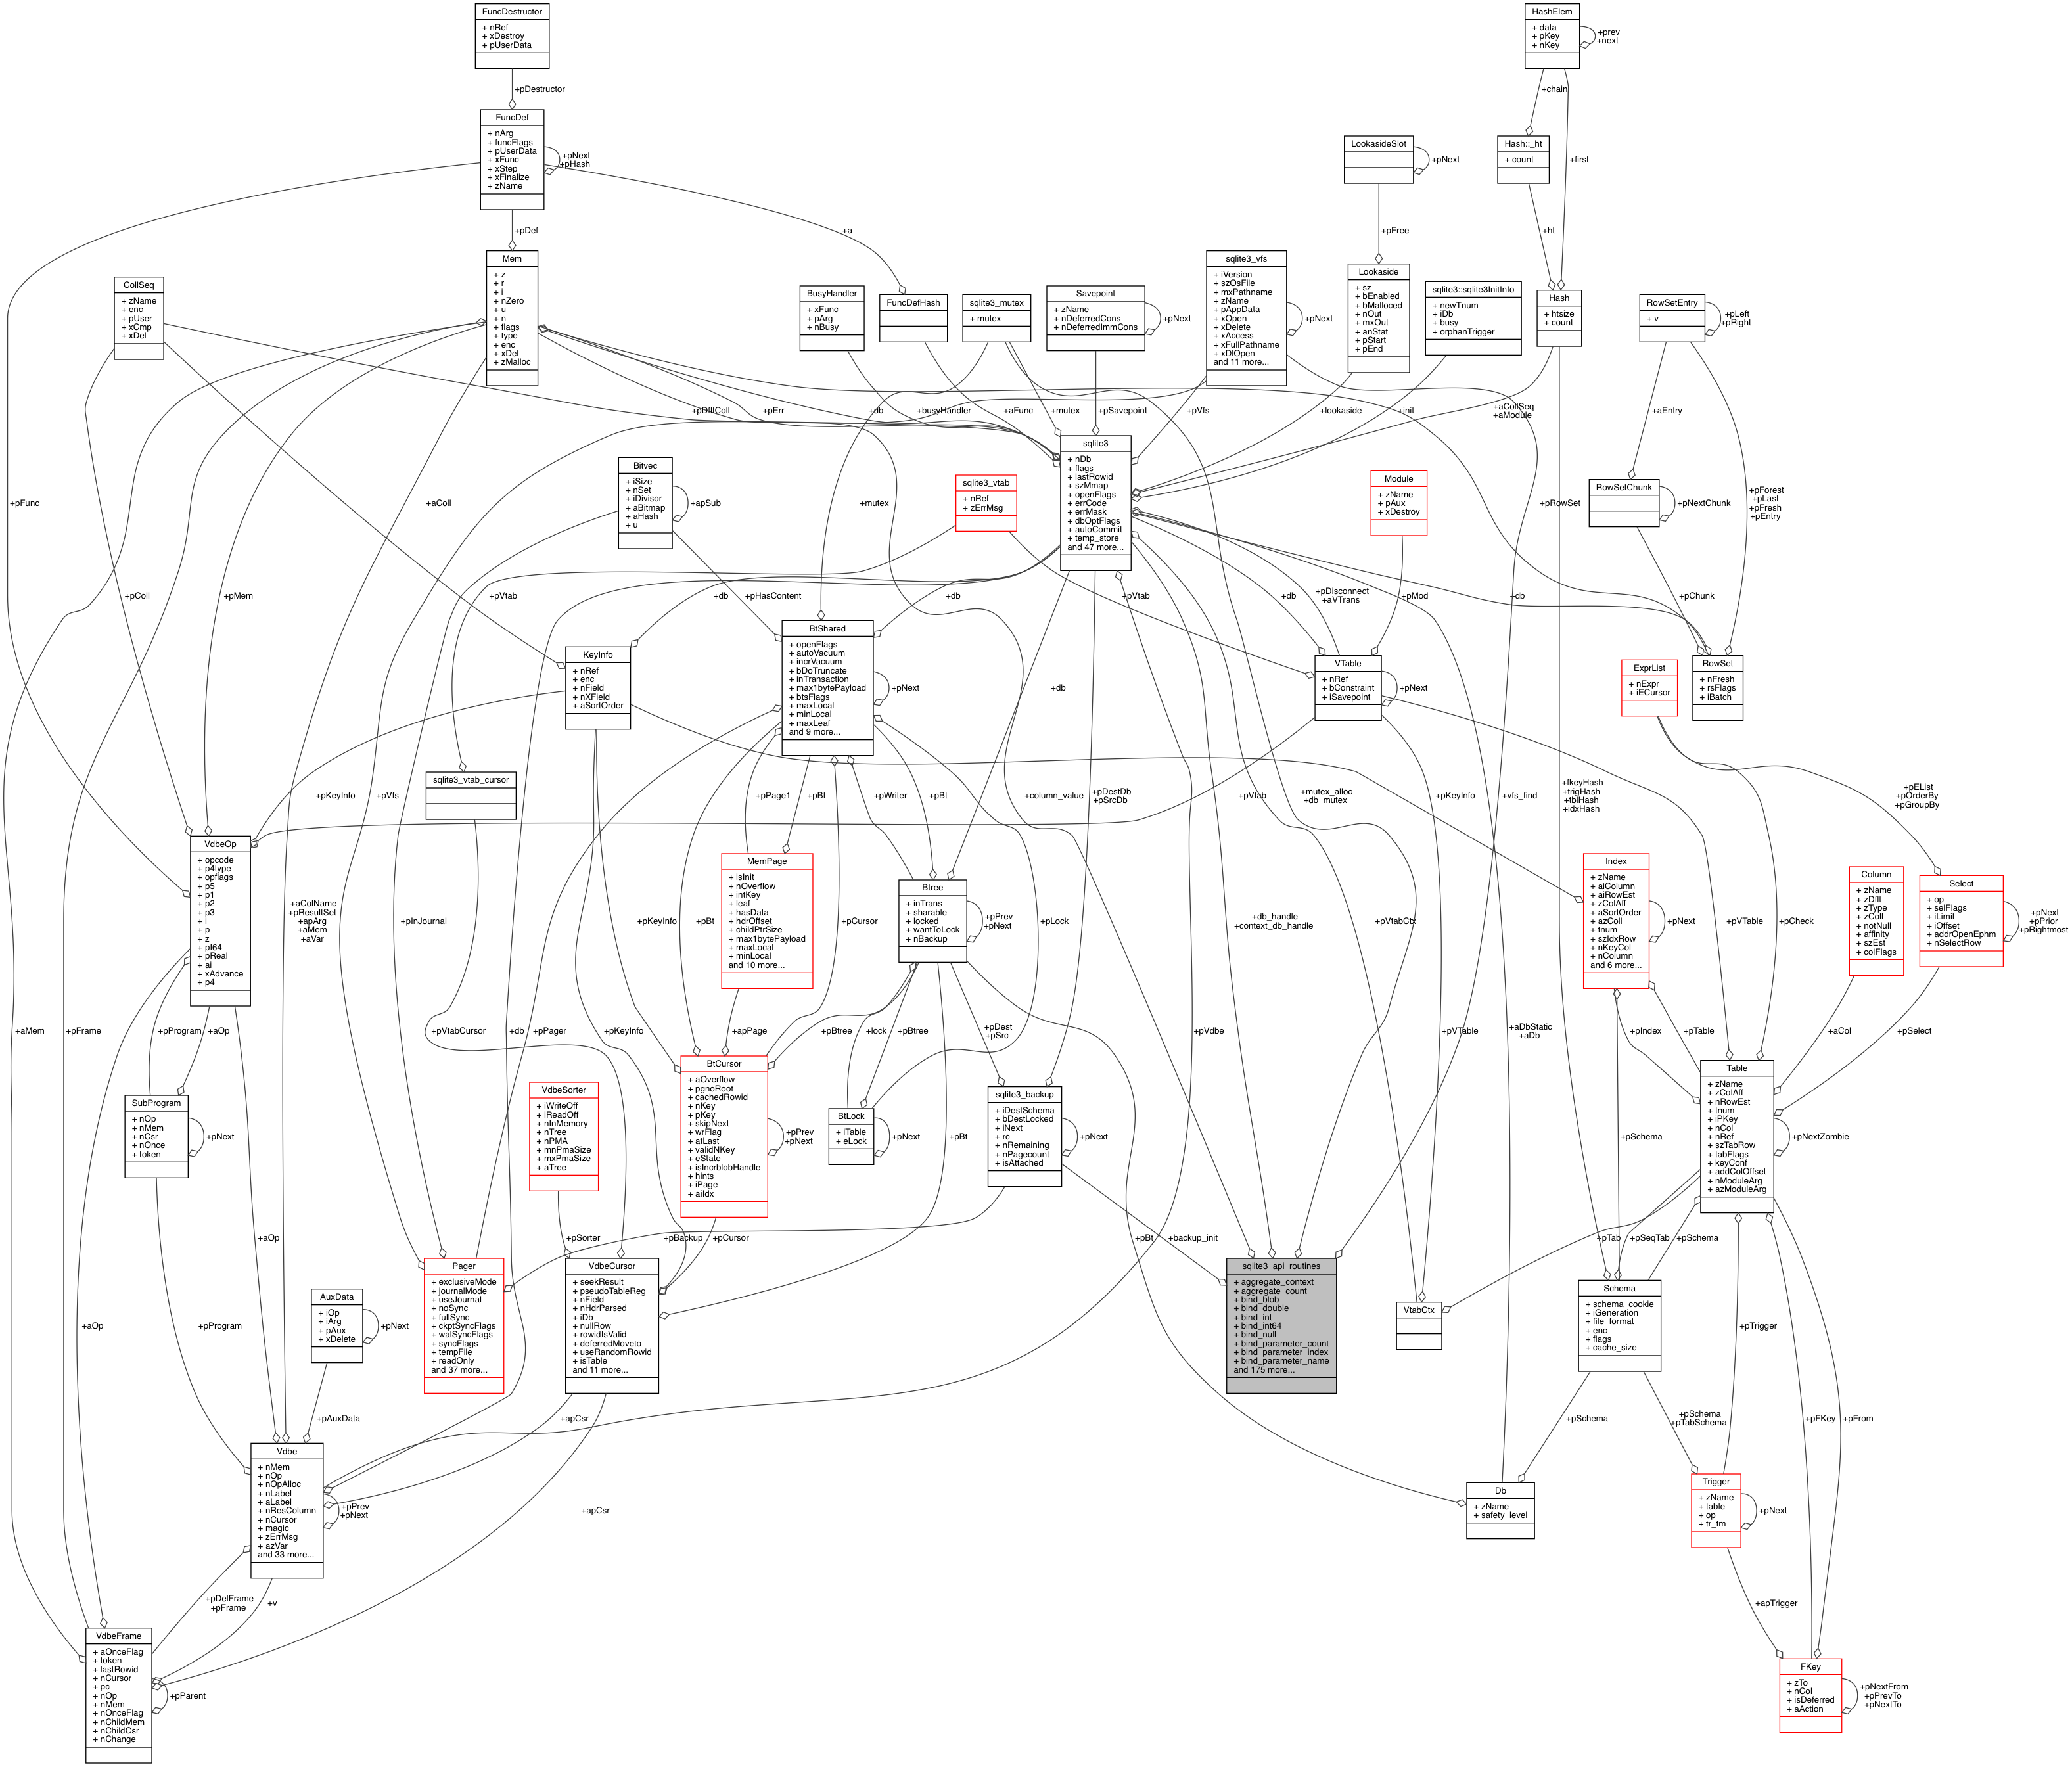 FuncDestructor
+ nRef
+ xDestroy
+ pUserData
HashElem
+ data
+ pKey
+ nKey
+prev
+next
+pDestructor
+chain
FuncDef
+ nArg
+ funcFlags
+ pUserData
+ xFunc
+ xStep
+ xFinalize
+ zName
+pNext
+pHash
LookasideSlot
+pNext
Hash::_ht
+ count
+first
+pDef
+a
+pFree
+ht
Mem
+ z
+ r
+ i
+ nZero
+ u
+ n
+ flags
+ type
+ enc
+ xDel
+ zMalloc
CollSeq
+ zName
+ enc
+ pUser
+ xCmp
+ xDel
BusyHandler
+ xFunc
+ pArg
+ nBusy
FuncDefHash
sqlite3_mutex
+ mutex
Savepoint
+ zName
+ nDeferredCons
+ nDeferredImmCons
+pNext
sqlite3_vfs
+ iVersion
+ szOsFile
+ mxPathname
+ zName
+ pAppData
+ xOpen
+ xDelete
+ xAccess
+ xFullPathname
+ xDlOpen
and 11 more...
+pNext
Lookaside
+ sz
+ bEnabled
+ bMalloced
+ nOut
+ mxOut
+ anStat
+ pStart
+ pEnd
sqlite3::sqlite3InitInfo
+ newTnum
+ iDb
+ busy
+ orphanTrigger
Hash
+ htsize
+ count
RowSetEntry
+ v
+pLeft
+pRight
+pDfltColl
+pErr
+db
+busyHandler
+aFunc
+mutex
+pSavepoint
+pVfs
+lookaside
+init
+aCollSeq
+aModule
+aEntry
sqlite3
+ nDb
+ flags
+ lastRowid
+ szMmap
+ openFlags
+ errCode
+ errMask
+ dbOptFlags
+ autoCommit
+ temp_store
and 47 more...
+pFunc
+aColl
Bitvec
+ iSize
+ nSet
+ iDivisor
+ aBitmap
+ aHash
+ u
+apSub
+mutex
sqlite3_vtab
+ nRef
+ zErrMsg
Module
+ zName
+ pAux
+ xDestroy
+pRowSet
RowSetChunk
+pNextChunk
+pForest
+pLast
+pFresh
+pEntry
+pColl
+pMem
+pVtab
+db
+pHasContent
+db
+pVtab
+db
+pDisconnect
+aVTrans
+pMod
+db
+pChunk
KeyInfo
+ nRef
+ enc
+ nField
+ nXField
+ aSortOrder
BtShared
+ openFlags
+ autoVacuum
+ incrVacuum
+ bDoTruncate
+ inTransaction
+ max1bytePayload
+ btsFlags
+ maxLocal
+ minLocal
+ maxLeaf
and 9 more...
+pNext
+db
VTable
+ nRef
+ bConstraint
+ iSavepoint
+pNext
ExprList
+ nExpr
+ iECursor
RowSet
+ nFresh
+ rsFlags
+ iBatch
sqlite3_vtab_cursor
+pKeyInfo
+pVfs
+pPage1
+pBt
+pWriter
+pBt
+column_value
+pDestDb
+pSrcDb
+pVtab
+mutex_alloc
+db_mutex
+pKeyInfo
+vfs_find
+fkeyHash
+trigHash
+tblHash
+idxHash
+pEList
+pOrderBy
+pGroupBy
VdbeOp
+ opcode
+ p4type
+ opflags
+ p5
+ p1
+ p2
+ p3
+ i
+ p
+ z
+ pI64
+ pReal
+ ai
+ xAdvance
+ p4
MemPage
+ isInit
+ nOverflow
+ intKey
+ leaf
+ hasData
+ hdrOffset
+ childPtrSize
+ max1bytePayload
+ maxLocal
+ minLocal
and 10 more...
Btree
+ inTrans
+ sharable
+ locked
+ wantToLock
+ nBackup
+pPrev
+pNext
Index
+ zName
+ aiColumn
+ aiRowEst
+ zColAff
+ aSortOrder
+ azColl
+ tnum
+ szIdxRow
+ nKeyCol
+ nColumn
and 6 more...
+pNext
Column
+ zName
+ zDflt
+ zType
+ zColl
+ notNull
+ affinity
+ szEst
+ colFlags
Select
+ op
+ selFlags
+ iLimit
+ iOffset
+ addrOpenEphm
+ nSelectRow
+pNext
+pPrior
+pRightmost
+aColName
+pResultSet
+apArg
+aMem
+aVar
+pInJournal
+pKeyInfo
+pBt
+pCursor
+pLock
+db_handle
+context_db_handle
+pVtabCtx
+pVTable
+pCheck
+aMem
+pFrame
+pProgram
+aOp
+pVtabCursor
+db
+pPager
+pKeyInfo
+apPage
+pBtree
+lock
+pBtree
+pDest
+pSrc
+pVdbe
+pVTable
+aDbStatic
+aDb
+pIndex
+pTable
+aCol
+pSelect
SubProgram
+ nOp
+ nMem
+ nCsr
+ nOnce
+ token
+pNext
VdbeSorter
+ iWriteOff
+ iReadOff
+ nInMemory
+ nTree
+ nPMA
+ mnPmaSize
+ mxPmaSize
+ aTree
BtCursor
+ aOverflow
+ pgnoRoot
+ cachedRowid
+ nKey
+ pKey
+ skipNext
+ wrFlag
+ atLast
+ validNKey
+ eState
+ isIncrblobHandle
+ hints
+ iPage
+ aiIdx
+pPrev
+pNext
BtLock
+ iTable
+ eLock
+pNext
sqlite3_backup
+ iDestSchema
+ bDestLocked
+ iNext
+ rc
+ nRemaining
+ nPagecount
+ isAttached
+pNext
+pBt
Table
+ zName
+ zColAff
+ nRowEst
+ tnum
+ iPKey
+ nCol
+ nRef
+ szTabRow
+ tabFlags
+ keyConf
+ addColOffset
+ nModuleArg
+ azModuleArg
+pNextZombie
+pSchema
+aOp
+pSorter
+pBackup
+pCursor
+pBt
+backup_init
+pTab
+pSeqTab
+pSchema
Pager
+ exclusiveMode
+ journalMode
+ useJournal
+ noSync
+ fullSync
+ ckptSyncFlags
+ walSyncFlags
+ syncFlags
+ tempFile
+ readOnly
and 37 more...
VdbeCursor
+ seekResult
+ pseudoTableReg
+ nField
+ nHdrParsed
+ iDb
+ nullRow
+ rowidIsValid
+ deferredMoveto
+ useRandomRowid
+ isTable
and 11 more...
sqlite3_api_routines
+ aggregate_context
+ aggregate_count
+ bind_blob
+ bind_double
+ bind_int
+ bind_int64
+ bind_null
+ bind_parameter_count
+ bind_parameter_index
+ bind_parameter_name
and 175 more...
VtabCtx
Schema
+ schema_cookie
+ iGeneration
+ file_format
+ enc
+ flags
+ cache_size
+aOp
+pProgram
AuxData
+ iOp
+ iArg
+ pAux
+ xDelete
+pNext
+pTrigger
+pAuxData
+apCsr
+pSchema
+pSchema
+pTabSchema
+pFKey
+pFrom
Vdbe
+ nMem
+ nOp
+ nOpAlloc
+ nLabel
+ aLabel
+ nResColumn
+ nCursor
+ magic
+ zErrMsg
+ azVar
and 33 more...
+pPrev
+pNext
+apCsr
Db
+ zName
+ safety_level
Trigger
+ zName
+ table
+ op
+ tr_tm
+pNext
+pDelFrame
+pFrame
+v
+apTrigger
VdbeFrame
+ aOnceFlag
+ token
+ lastRowid
+ nCursor
+ pc
+ nOp
+ nMem
+ nOnceFlag
+ nChildMem
+ nChildCsr
+ nChange
+pParent
FKey
+ zTo
+ nCol
+ isDeferred
+ aAction
+pNextFrom
+pPrevTo
+pNextTo